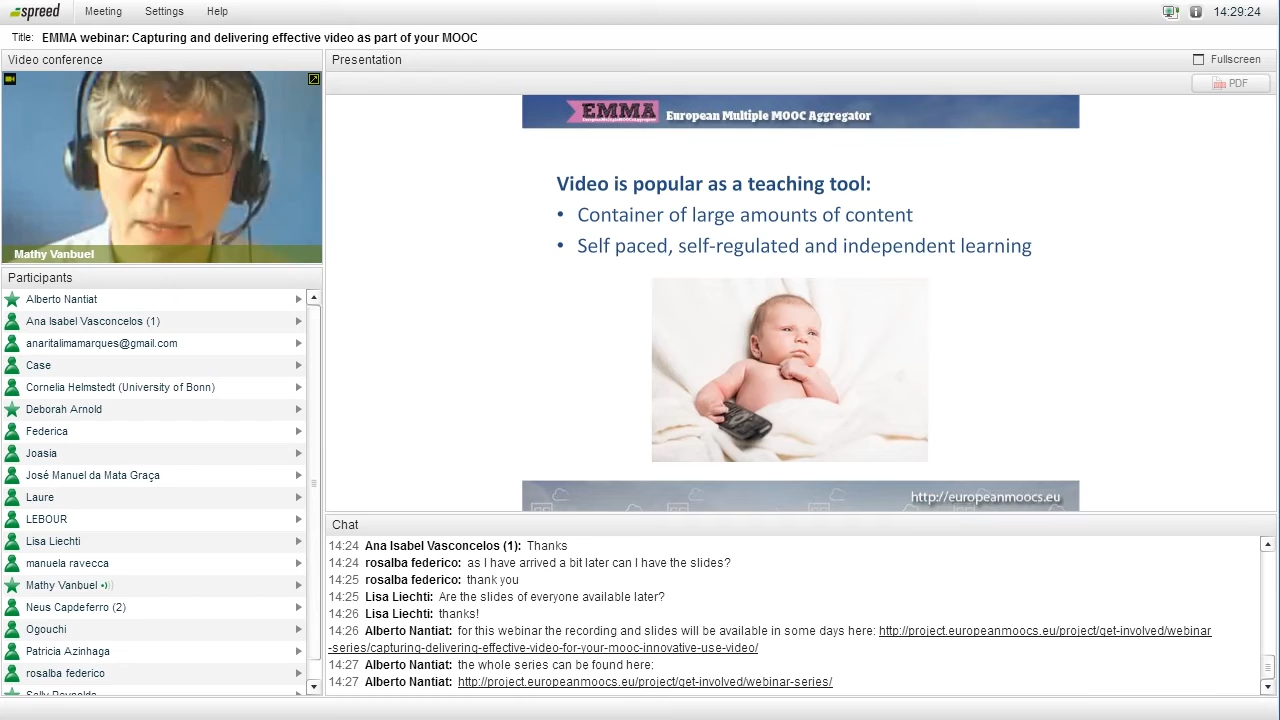 spreed Meeting Settings Help 14:29:24
Title: EMMA webinar: Capturing and delivering effective video as part of your MOOC
Video conference
Mathy Vanbuel
Participants
Alberto Nantiat
Ana Isabel Vasconcelos (1)
anaritalimamarques@gmail.com
Case
Cornelia Helmstedt (University of Bonn)
Deborah Arnold
Federica
Joasia
José Manuel da Mata Graça
Laure
LEBOUR
Lisa Liechti
manuela ravecca
Mathy Vanbuel
Neus Capdeferro (2)
Ogouchi
Patricia Azinhaga
rosalba federico
Sally Reynolds
Presentation Fullscreen
PDF
EMMA European Multiple MOOC Aggregator
Video is popular as a teaching tool:
• Container of large amounts of content
• Self paced, self-regulated and independent learning
http://europeanmoocs.eu
Chat
14:24 Ana Isabel Vasconcelos (1): Thanks
14:24 rosalba federico: as I have arrived a bit later can I have the slides?
14:25 rosalba federico: thank you
14:25 Lisa Liechti: Are the slides of everyone available later?
14:26 Lisa Liechti: thanks!
14:26 Alberto Nantiat: for this webinar the recording and slides will be available in some days here: http://project.europeanmoocs.eu/project/get-involved/webinar
-series/capturing-delivering-effective-video-for-your-mooc-innovative-use-video/
14:27 Alberto Nantiat: the whole series can be found here:
14:27 Alberto Nantiat: http://project.europeanmoocs.eu/project/get-involved/webinar-series/